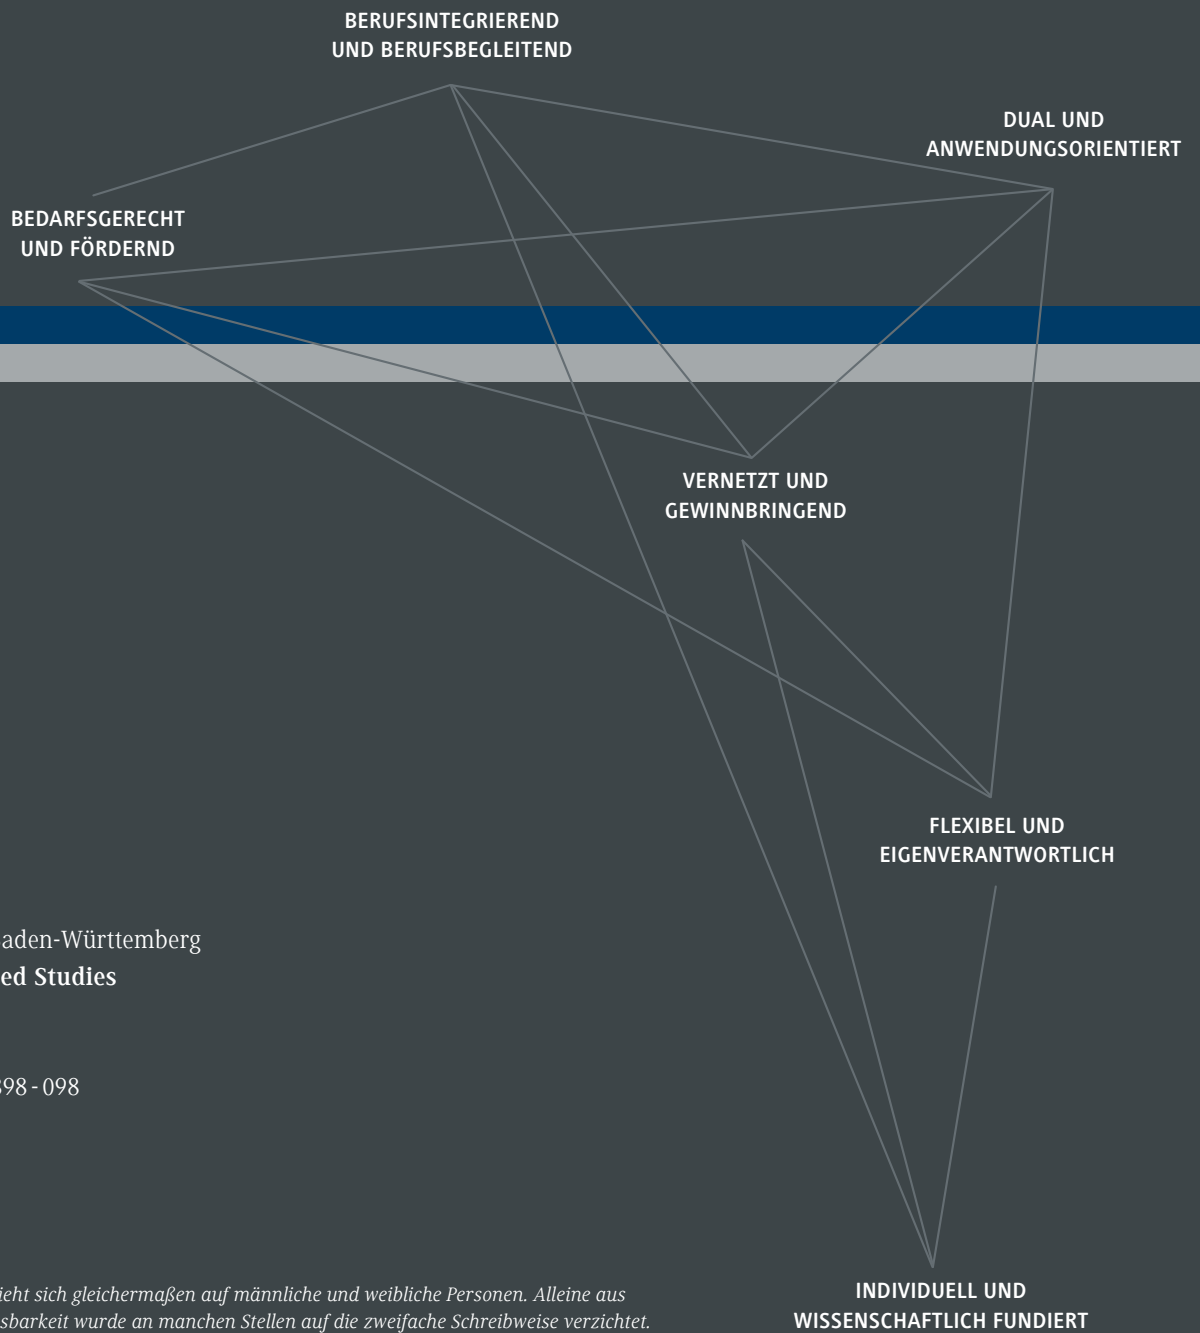 BERUFSINTEGRIEREND
UND BERUFSBEGLEITEND
DUAL UND
ANWENDUNGSORIENTIERT
BEDARFSGERECHT
UND FÖRDERND
VERNETZT UND
GEWINNBRINGEND
FLEXIBEL UND
EIGENVERANTWORTLICH
aden-Württemberg
ed Studies
98 - 098
ieht sich gleichermaßen auf männliche und weibliche Personen. Alleine aus
sbarkeit wurde an manchen Stellen auf die zweifache Schreibweise verzichtet.
INDIVIDUELL UND
WISSENSCHAFTLICH FUNDIERT